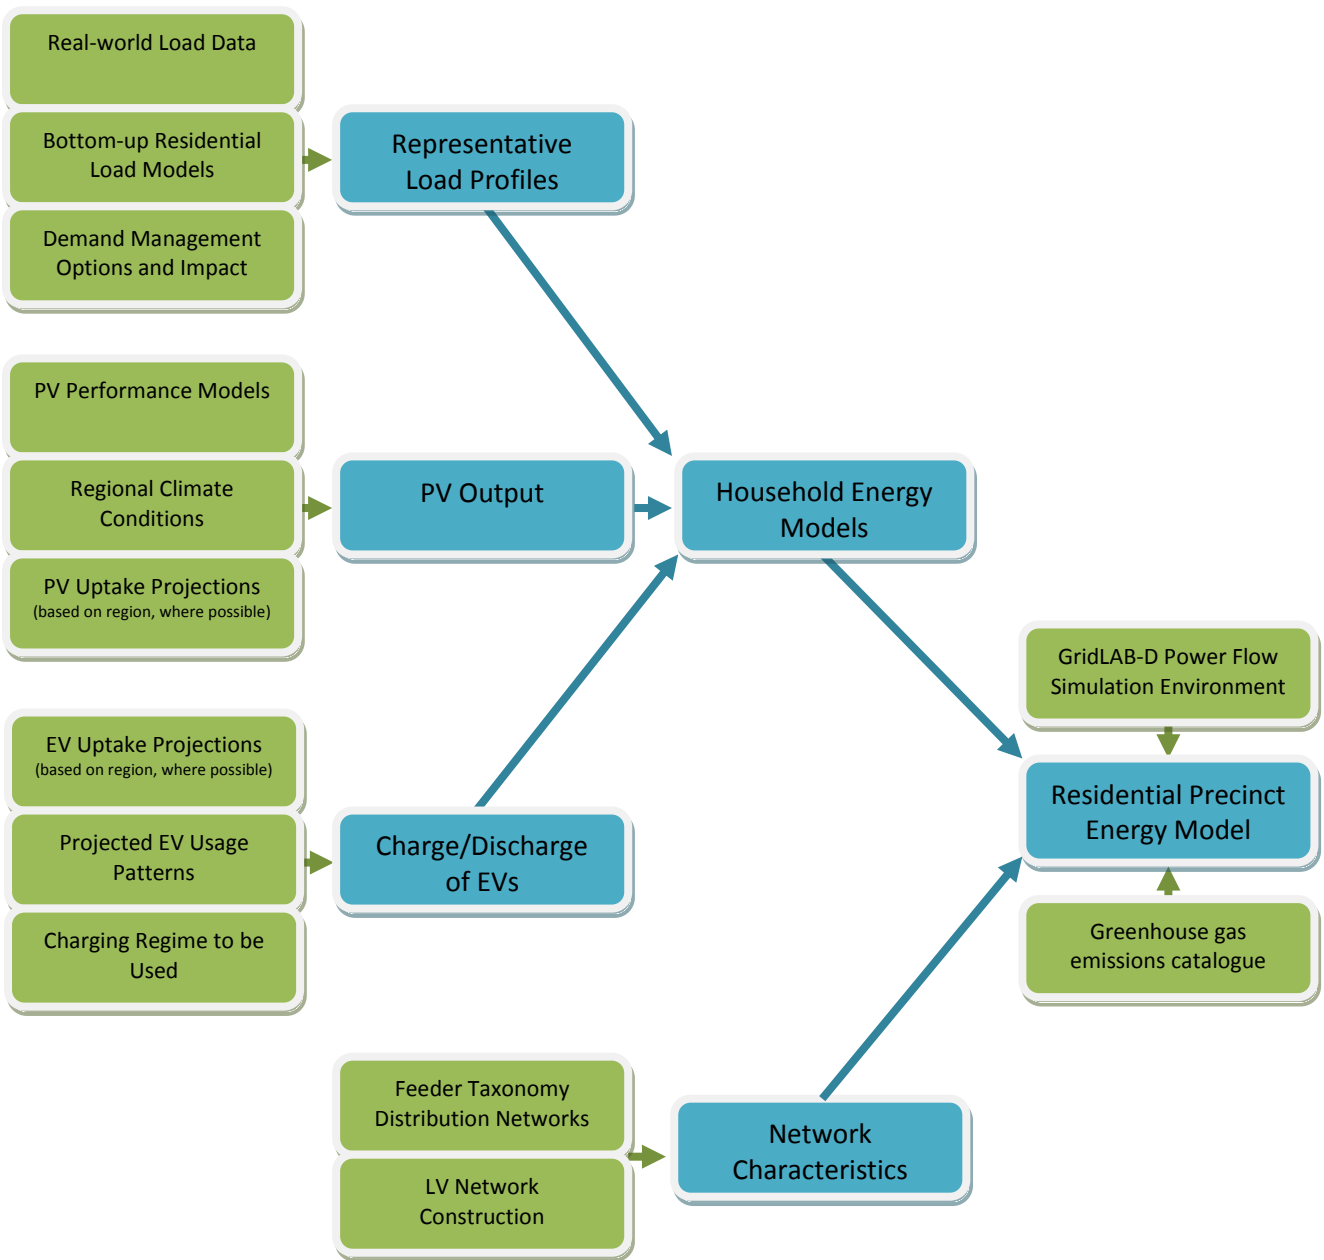 Real-world Load Data
Bottom-up Residential
Load Models
Demand Management
Options and Impact
Representative
Load Profiles
PV Performance Models
Regional Climate
Conditions
PV Uptake Projections
(based on region, where possible)
PV Output
Household Energy
Models
EV Uptake Projections
(based on region, where possible)
Projected EV Usage
Patterns
Charging Regime to be
Used
Charge/Discharge
of EVs
GridLAB-D Power Flow
Simulation Environment
Residential Precinct
Energy Model
Greenhouse gas
emissions catalogue
Feeder Taxonomy
Distribution Networks
LV Network
Construction
Network
Characteristics